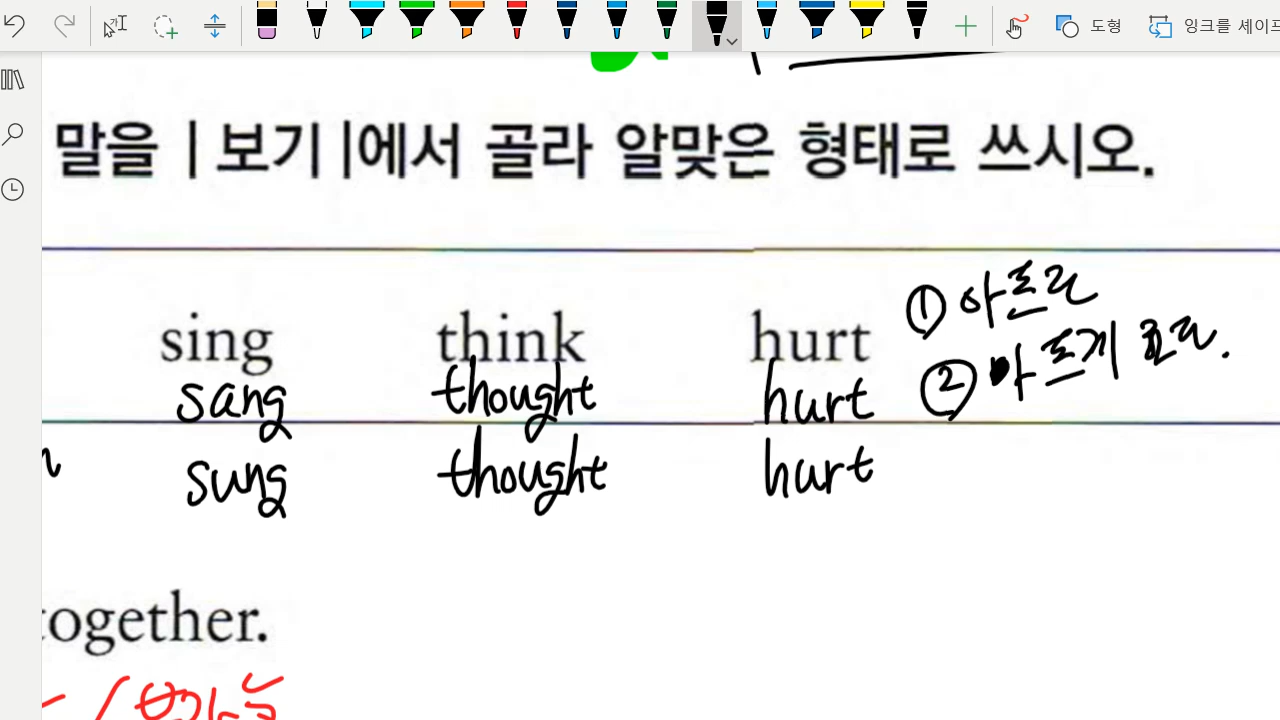 도형 잉크를 셰이프
말을 | 보기 |에서 골라 알맞은 형태로 쓰시오.
sing think hurt ① 아프다
sang thought hurt ② 아프게 하다.
sung thought hurt
together.